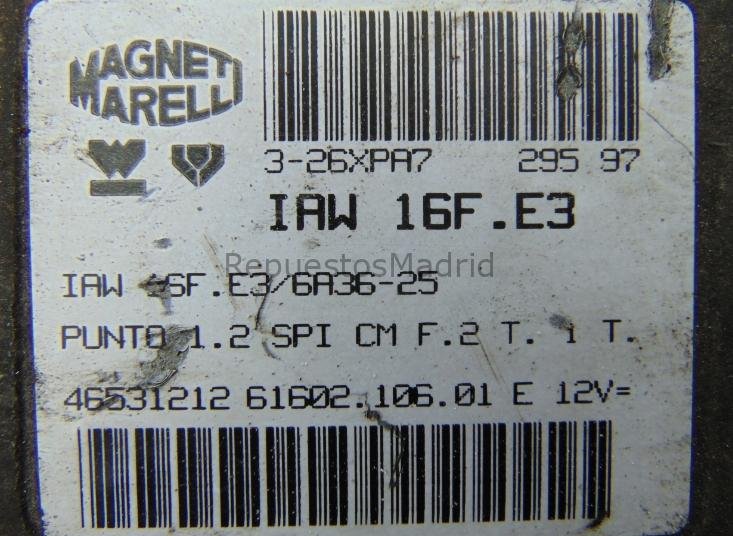 MAGNETI
MARELLI
3-26XPA7 295 97
IAW 16F.E3
RepuestosMadrid
IAW 16F.E3/6A36-25
PUNTO 1.2 SPI CM F.2 T. 1 T.
46531212 61602.106.01 E 12V=